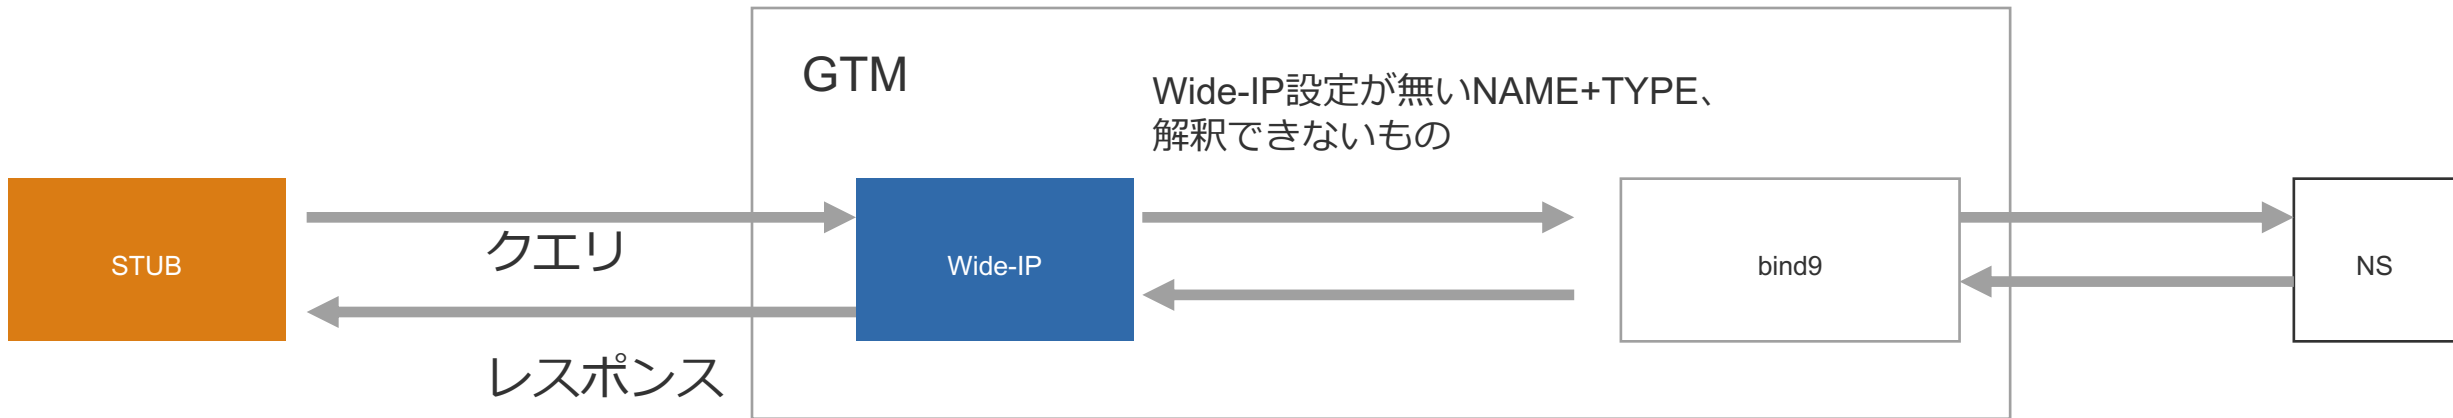 GTM
Wide-IP設定が無いNAME+TYPE、
解釈できないもの
STUB
クエリ
レスポンス
Wide-IP
bind9
NS